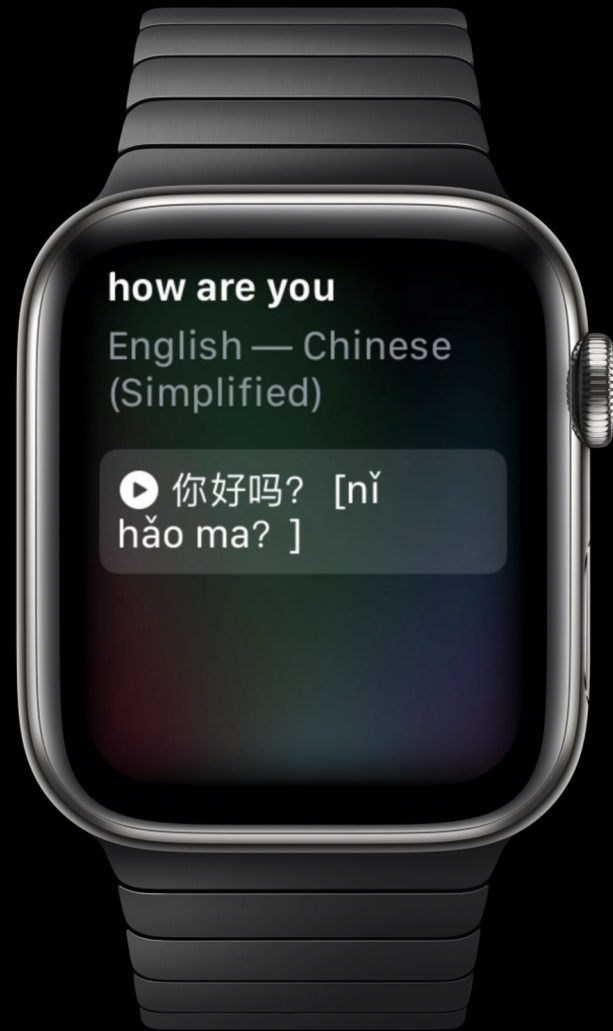 how are you
English — Chinese
(Simplified)
你好吗？ [nǐ
hǎo ma? ]